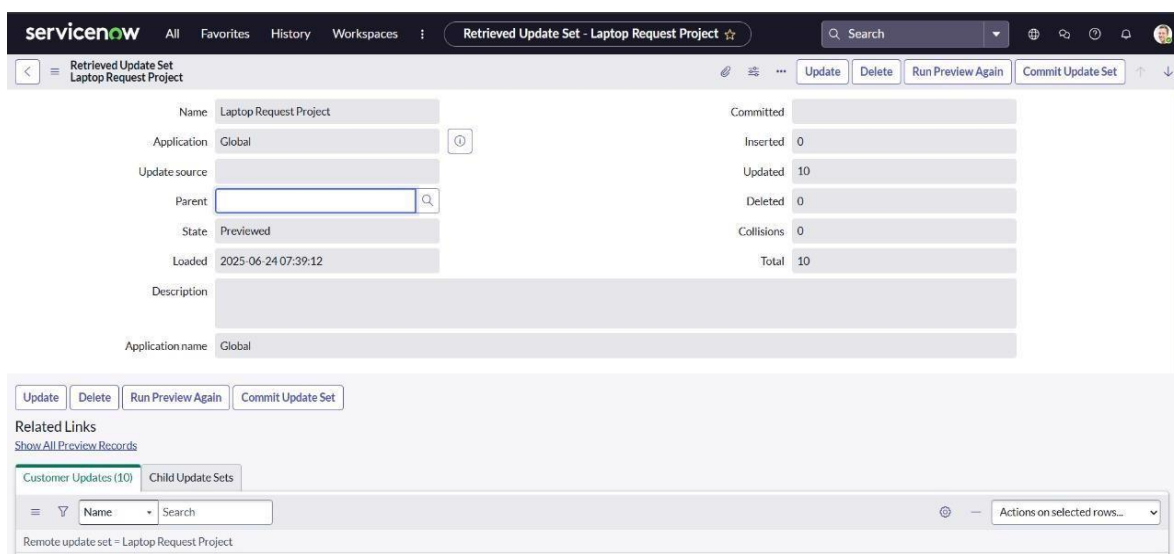 servicenow All Favorites History Workspaces Retrieved Update Set - Laptop Request Project Search
Retrieved Update Set
Laptop Request Project
Update Delete Run Preview Again Commit Update Set
Name Laptop Request Project Committed
Application Global Inserted 0
Update source Updated 10
Parent Deleted 0
State Previewed Collisions 0
Loaded 2025-06-24 07:39:12 Total 10
Description
Application name Global
Update Delete Run Preview Again Commit Update Set
Related Links
Show All Preview Records
Customer Updates (10) Child Update Sets
Name Search Actions on selected rows...
Remote update set = Laptop Request Project